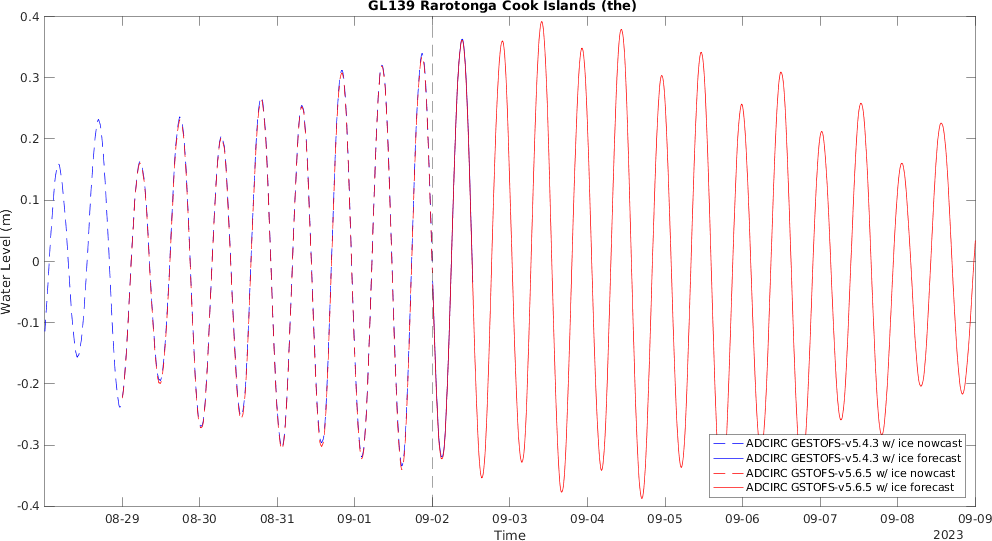 GL139 Rarotonga Cook Islands (the)
0.4
0.3
0.2
0.1
0
-0.1
-0.2
-0.3
-0.4
Water Level (m)
ADCIRC GESTOFS-v5.4.3 w/ ice nowcast
ADCIRC GESTOFS-v5.4.3 w/ ice forecast
ADCIRC GSTOFS-v5.6.5 w/ ice nowcast
ADCIRC GSTOFS-v5.6.5 w/ ice forecast
08-29 08-30 08-31 09-01 09-02 09-03 09-04 09-05 09-06 09-07 09-08 09-09
Time
2023